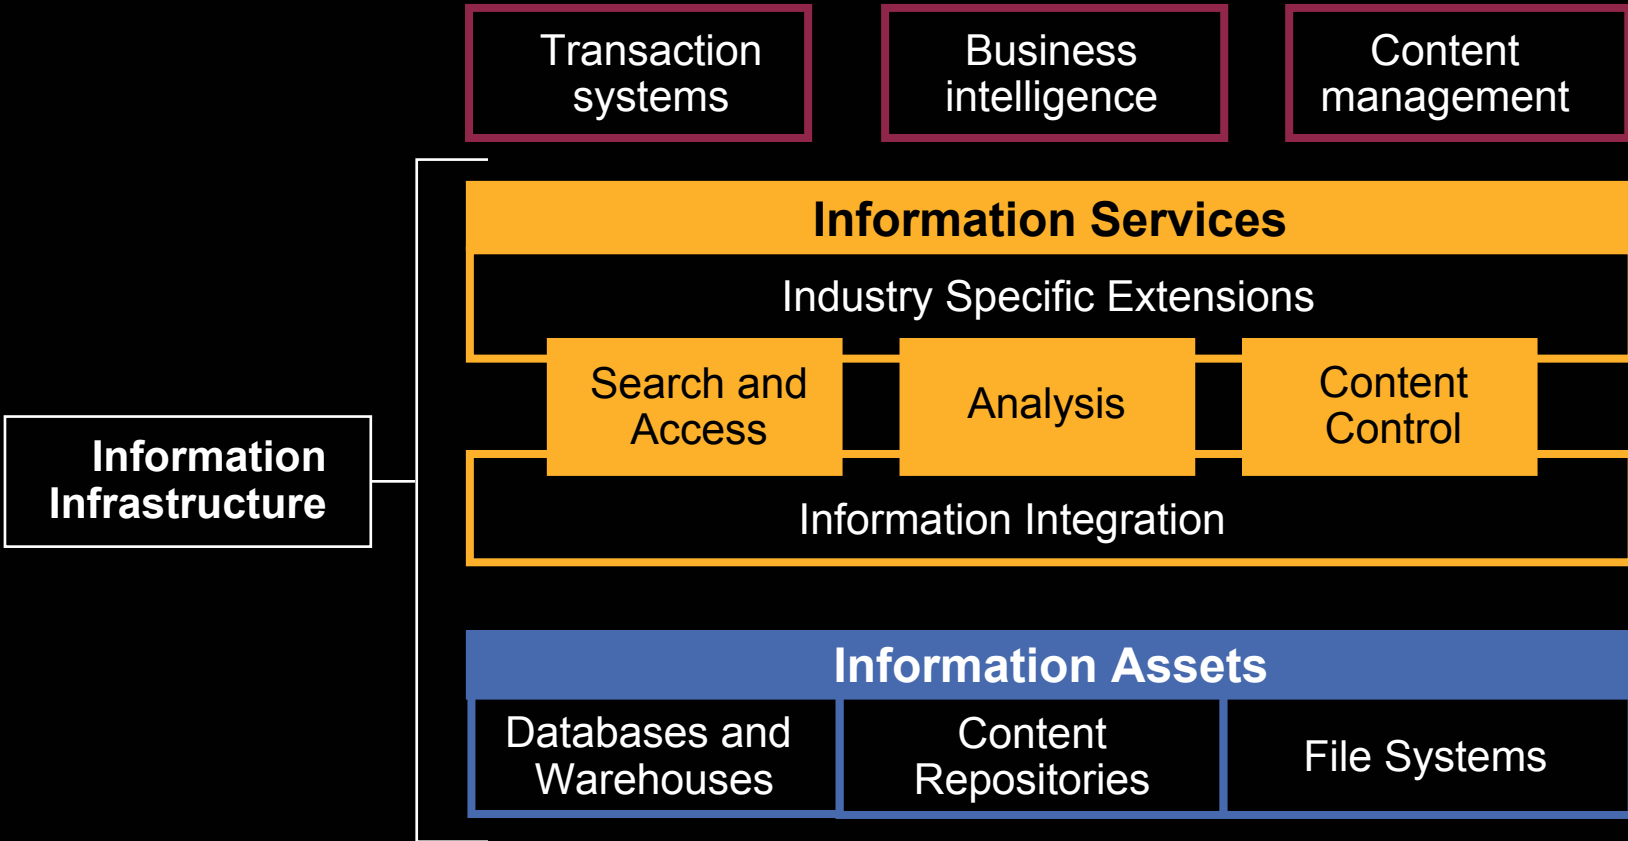 Transaction
systems
Business
intelligence
Content
management
Information Services
Industry Specific Extensions
Search and
Access
Analysis
Content
Control
Information
Infrastructure
Information Integration
Information Assets
Databases and
Warehouses
Content
Repositories
File Systems